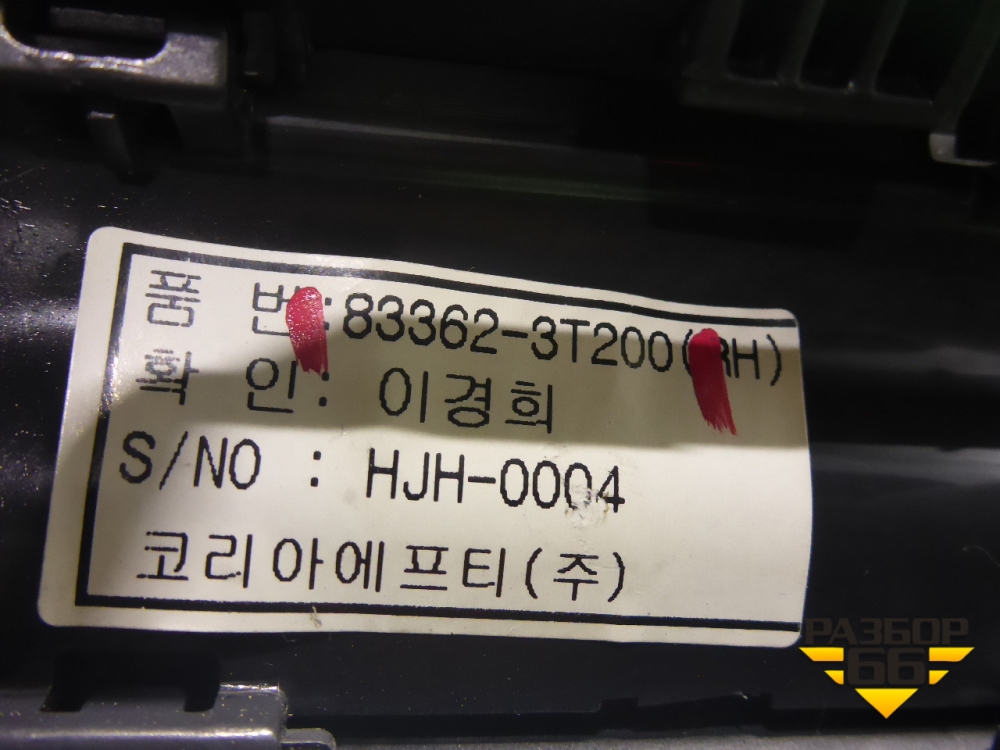 품 번:83362-3T200(RH)
확 인: 이경희
S/NO : HJH-0004
코리아에프티(주)
РАЗБОР
66